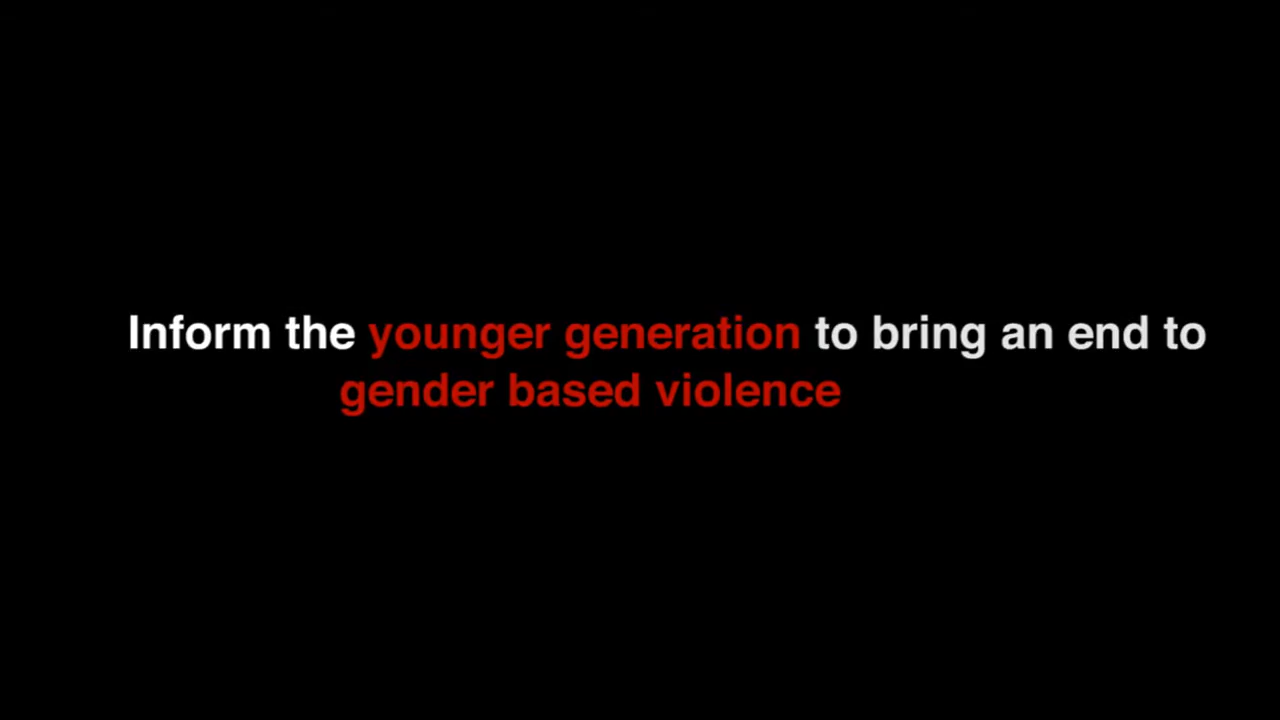 Inform the younger generation to bring an end to
gender based violence